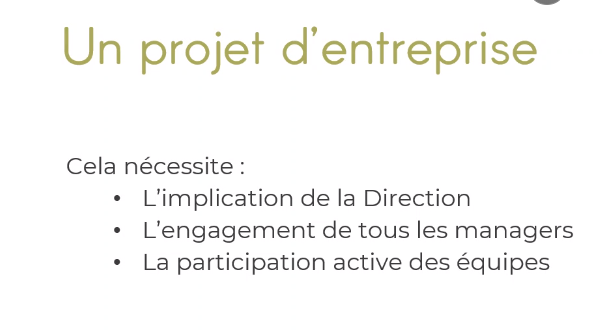 Un projet d’entreprise
Cela nécessite :
• L’implication de la Direction
• L’engagement de tous les managers
• La participation active des équipes